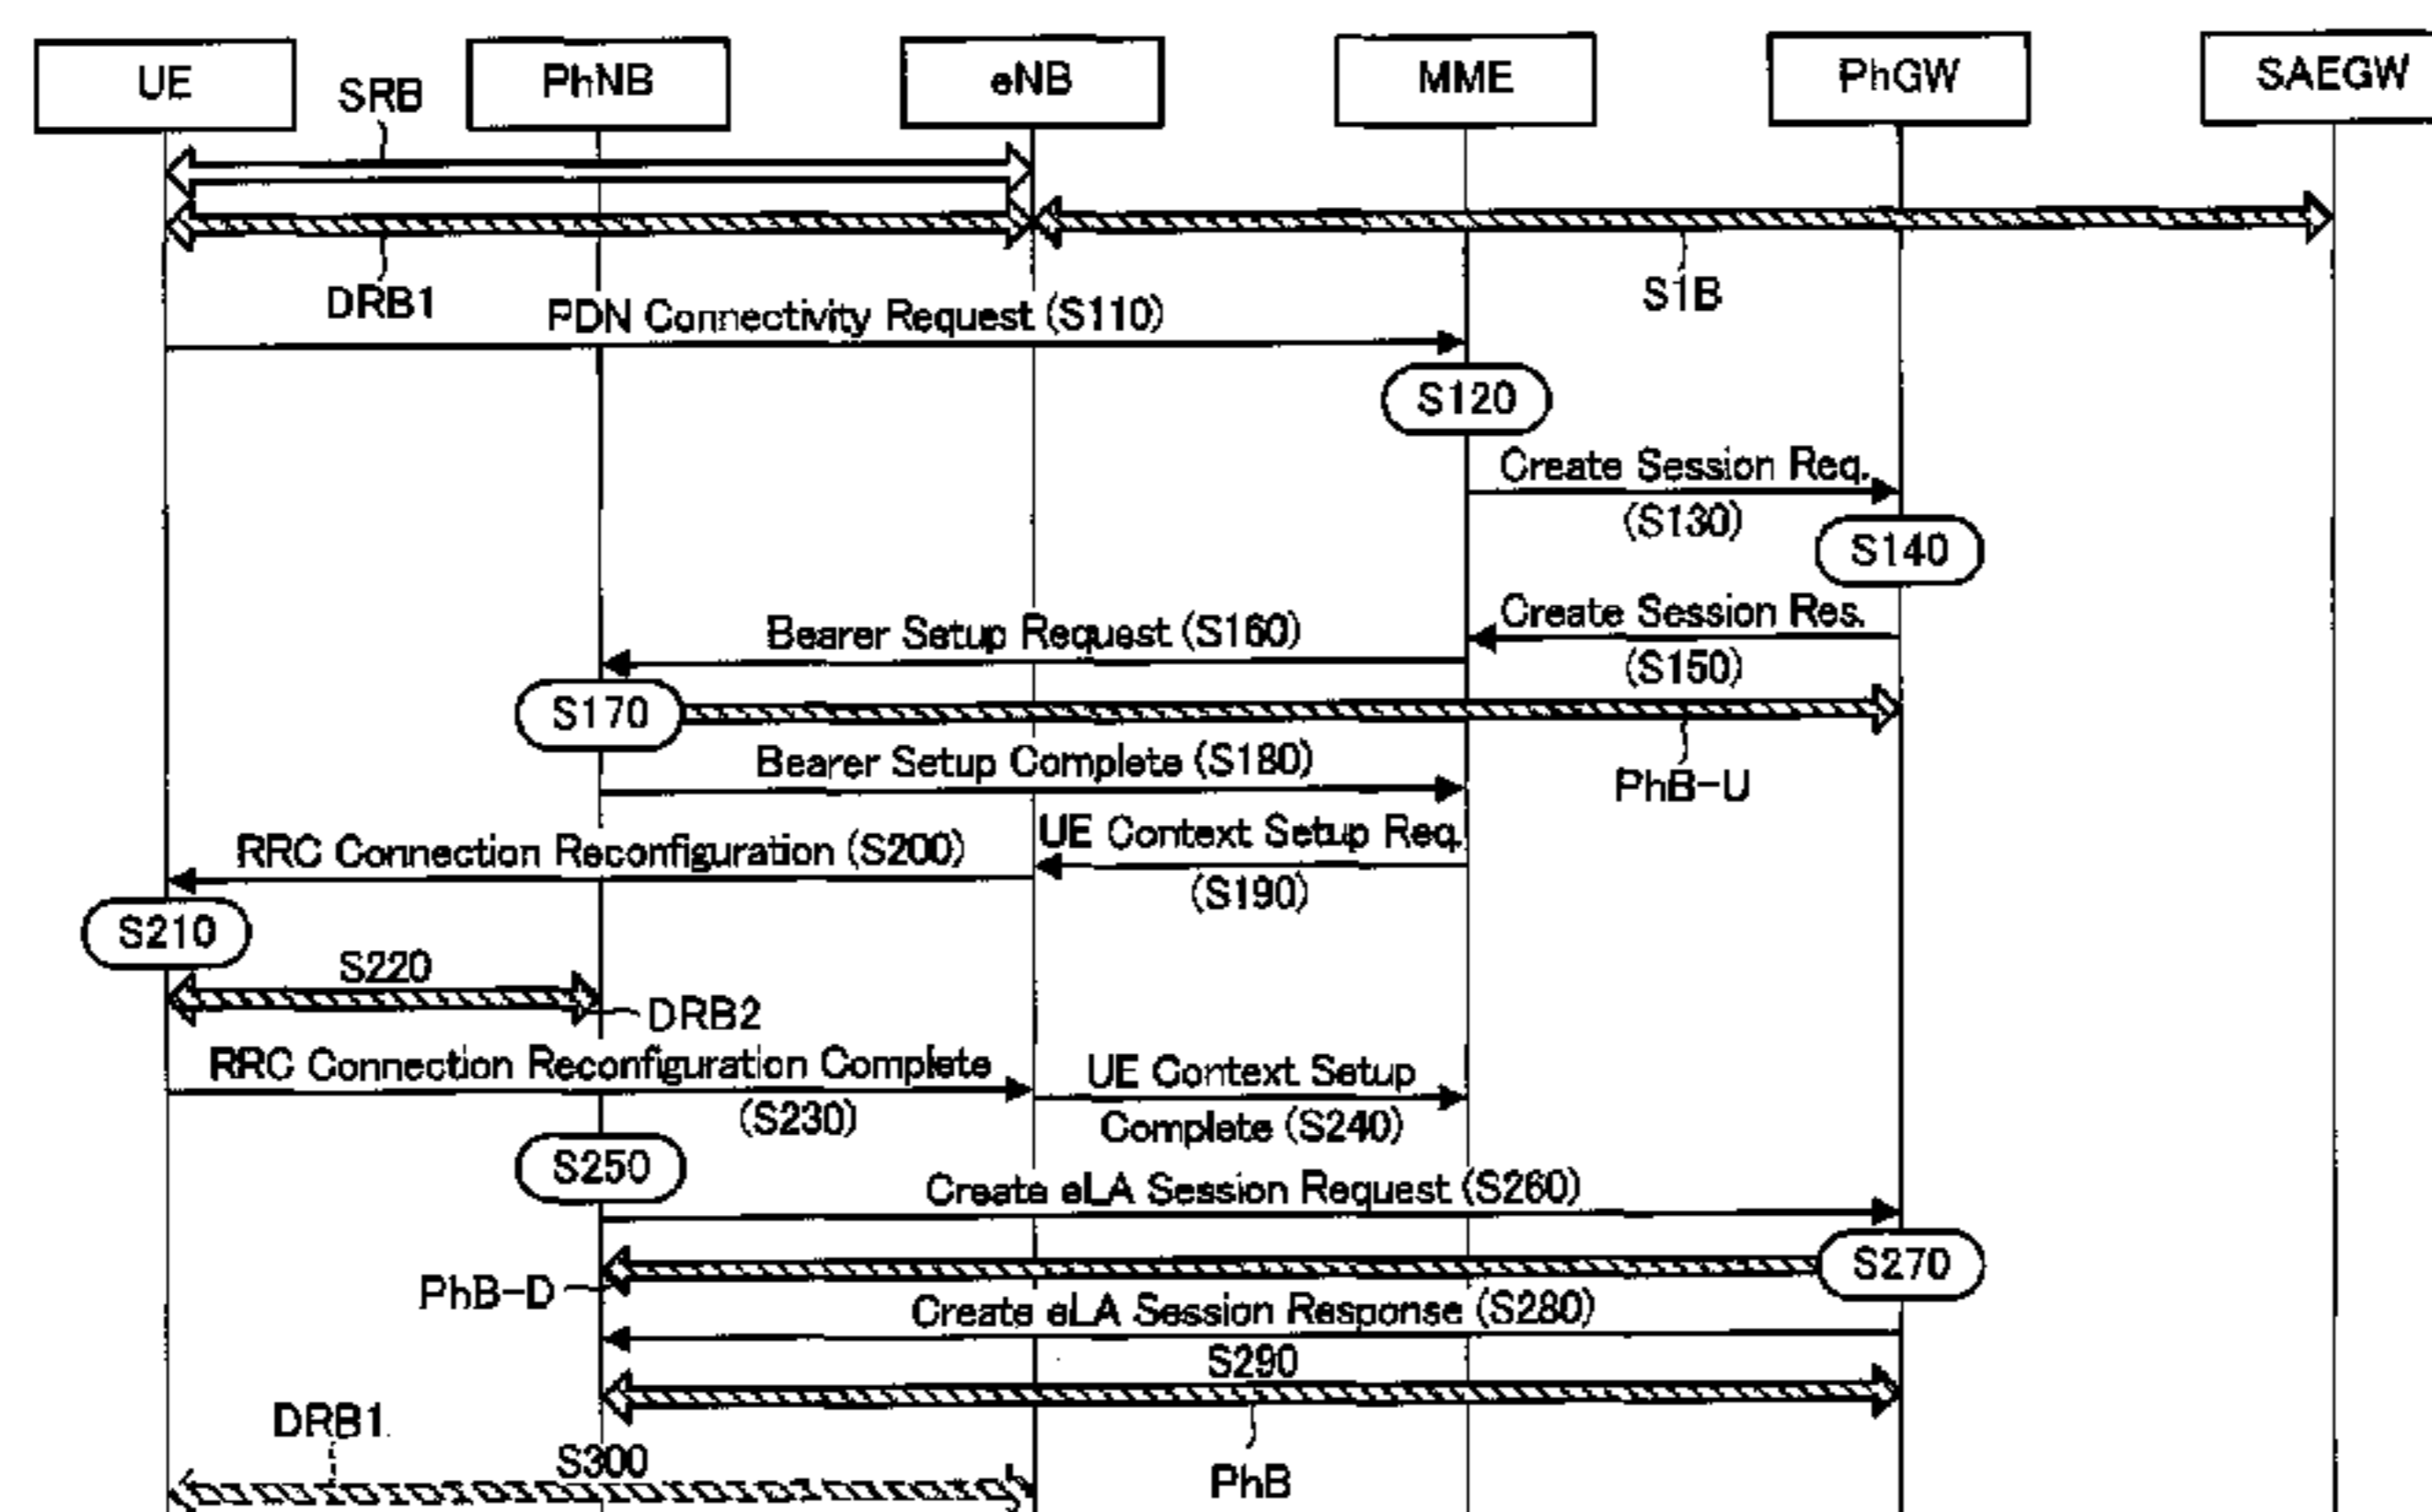 UE
PhNB
eNB
MME
PhGW
SAEGW
SRB
DRB1
S1B
PDN Connectivity Request (S110)
S120
Create Session Req.
(S130)
S140
Create Session Res.
(S150)
Bearer Setup Request (S160)
S170
PhB-U
Bearer Setup Complete (S180)
UE Context Setup Req.
(S190)
RRC Connection Reconfiguration (S200)
S210
S220
DRB2
RRC Connection Reconfiguration Complete
(S230)
UE Context Setup
Complete (S240)
S250
Create eLA Session Request (S260)
S270
PhB-D
Create eLA Session Response (S280)
S290
PhB
DRB1
S300